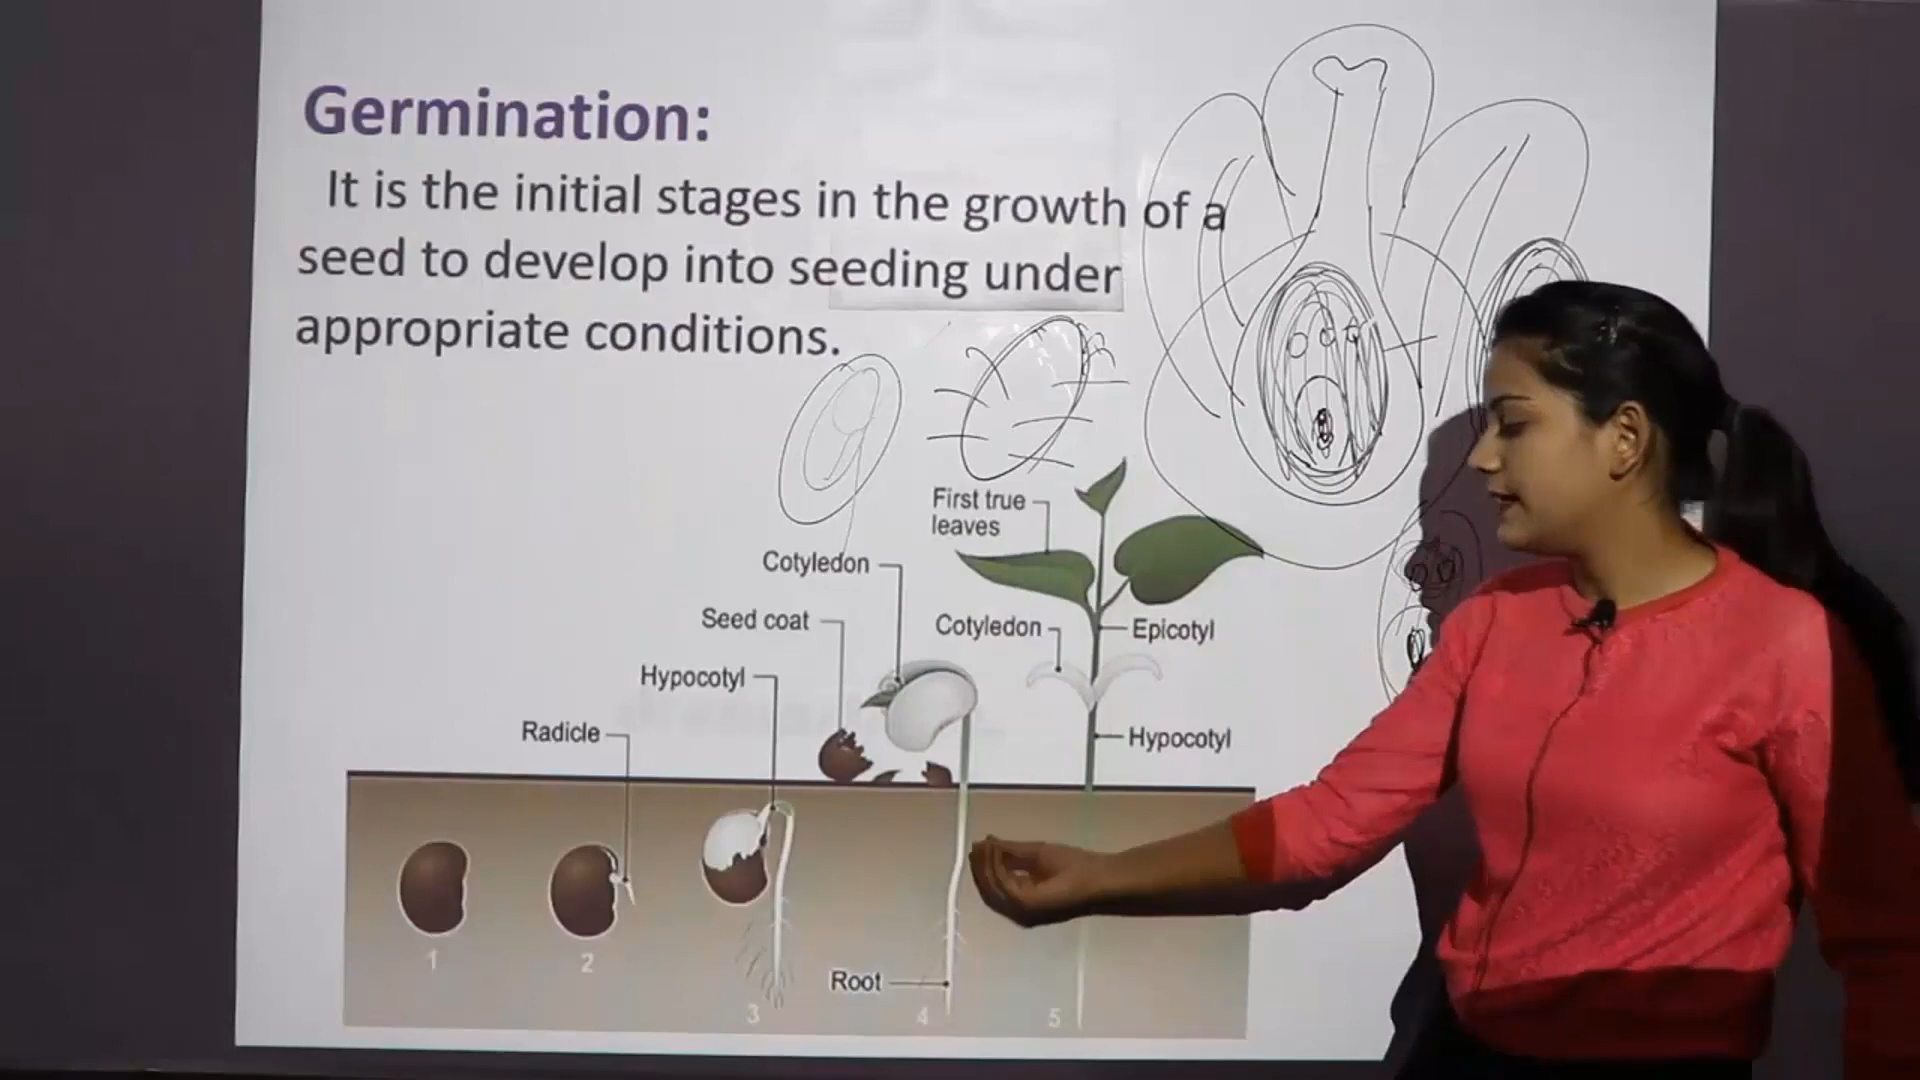 Germination:
It is the initial stages in the growth of a
seed to develop into seeding under
appropriate conditions.
First true
leaves
Cotyledon
Seed coat
Cotyledon
Epicotyl
Hypocotyl
Radicle
Hypocotyl
1
2
3
Root
4
5